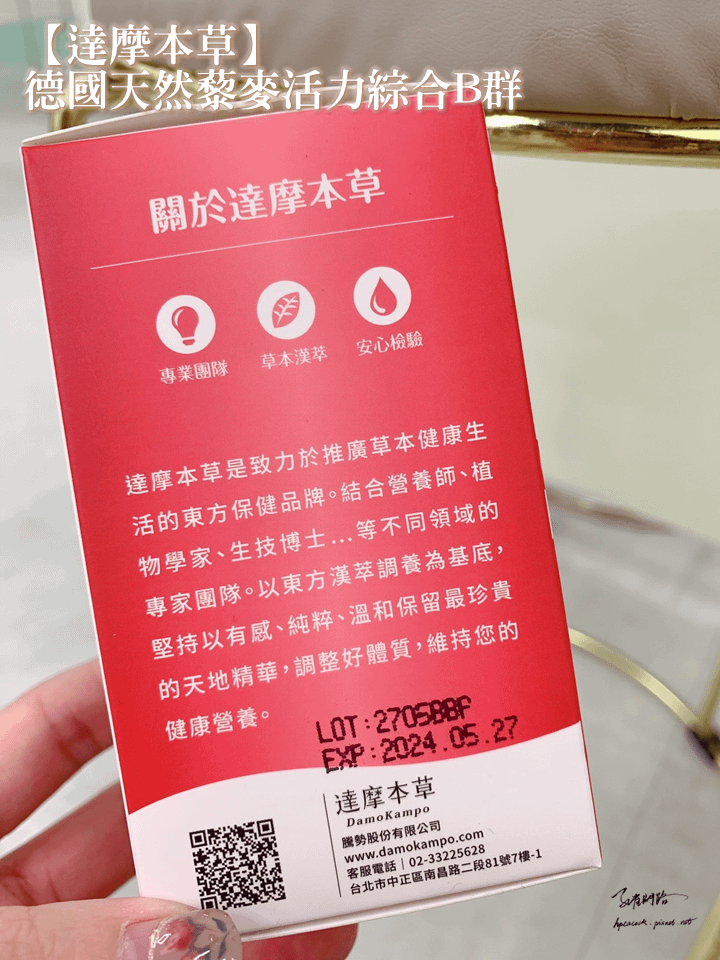 【達摩本草】
德國天然藜麥活力綜合B群
關於達摩本草
專業團隊 草本漢萃 安心檢驗
達摩本草是致力於推廣草本健康生
活的東方保健品牌。結合營養師、植
物學家、生技博士...等不同領域的
專家團隊。以東方漢萃調養為基底，
堅持以有感、純粹、溫和保留最珍貴
的天地精華，調整好體質，維持您的
健康營養。
LOT:2705BBF
EXP:2024.05.27
達摩本草
DamoKampo
騰勢股份有限公司
www.damokampo.com
客服電話｜02-33225628
台北市中正區南昌路二段81號7樓-1